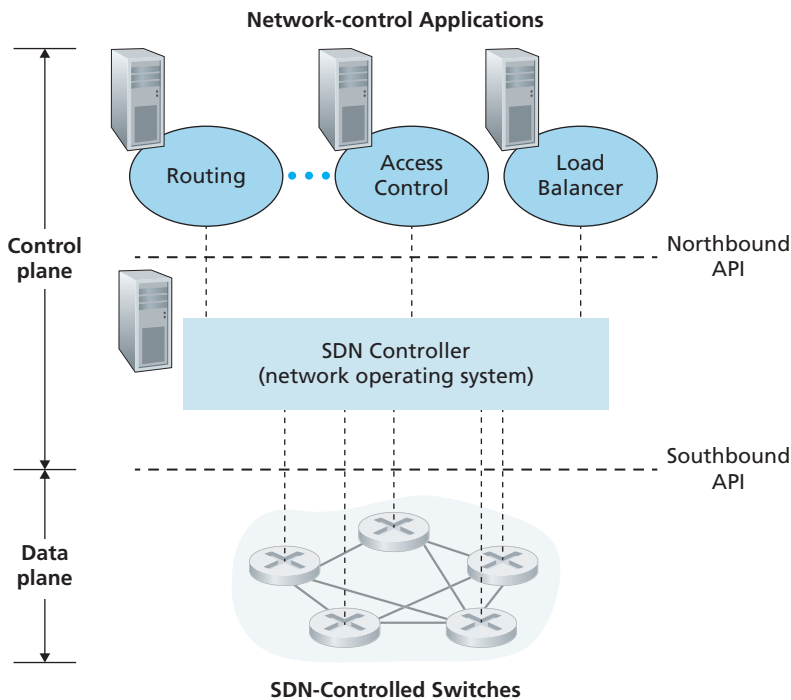 Network-control Applications
Routing
Access
Control
Load
Balancer
Control
plane
Northbound
API
SDN Controller
(network operating system)
Southbound
API
Data
plane
SDN-Controlled Switches